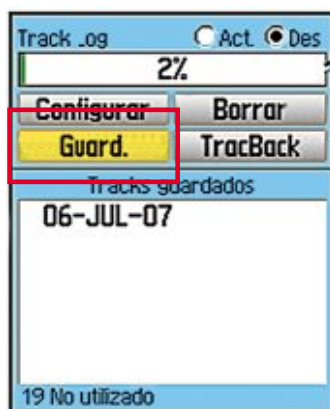 Track Log Act. Des
2%
Configurar Borrar
Guard. TracBack
Tracks guardados
06-JUL-07
19 No utilizado